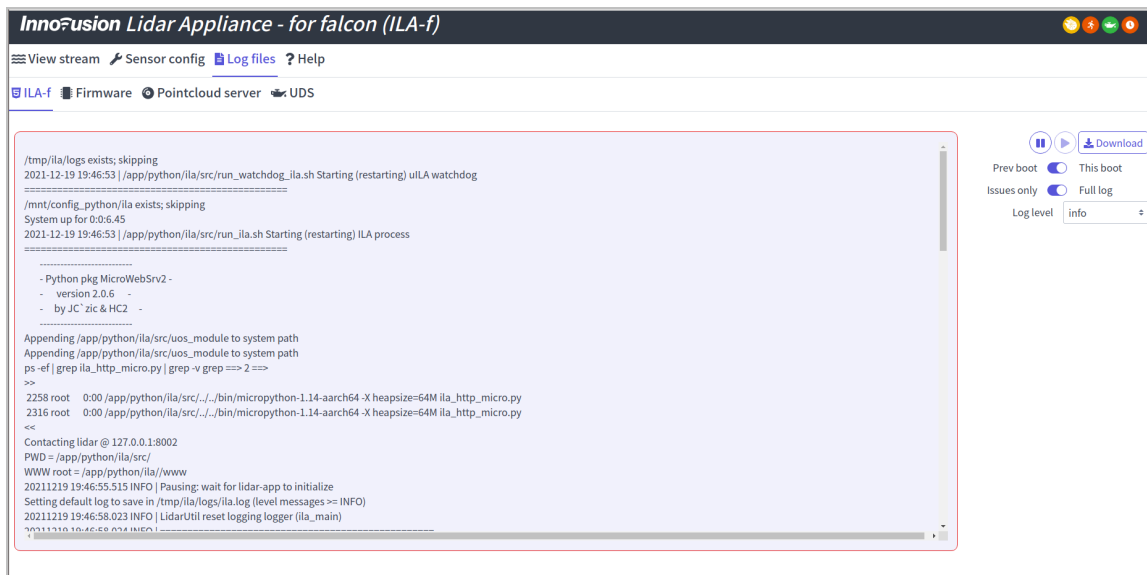 Innofusion Lidar Appliance - for falcon (ILA-f)
View stream Sensor config Log files ? Help
ILA-f Firmware Pointcloud server UDS
Download
Prev boot This boot
Issues only Full log
Log level info
/tmp/ila/logs exists; skipping
2021-12-19 19:46:53 | /app/python/ila/src/run_watchdog_ila.sh Starting (restarting) uILA watchdog
=================================================
/mnt/config_python/ila exists; skipping
System up for 0:0:6.45
2021-12-19 19:46:53 | /app/python/ila/src/run_ila.sh Starting (restarting) ILA process
=================================================
---------------------------
- Python pkg MicroWebSrv2 -
- version 2.0.6 -
- by JC`zic & HC2 -
---------------------------
Appending /app/python/ila/src/uos_module to system path
Appending /app/python/ila/src/uos_module to system path
ps -ef | grep ila_http_micro.py | grep -v grep ==> 2 ==>
>>
2258 root 0:00 /app/python/ila/src/../../bin/micropython-1.14-aarch64 -X heapsize=64M ila_http_micro.py
2316 root 0:00 /app/python/ila/src/../../bin/micropython-1.14-aarch64 -X heapsize=64M ila_http_micro.py
<<
Contacting lidar @ 127.0.0.1:8002
PWD = /app/python/ila/src/
WWW root = /app/python/ila//www
20211219 19:46:55.515 INFO | Pausing: wait for lidar-app to initialize
Setting default log to save in /tmp/ila/logs/ila.log (level messages >= INFO)
20211219 19:46:58.023 INFO | LidarUtil reset logging logger (ila_main)
20211219 19:46:58.024 INFO | ===================================================